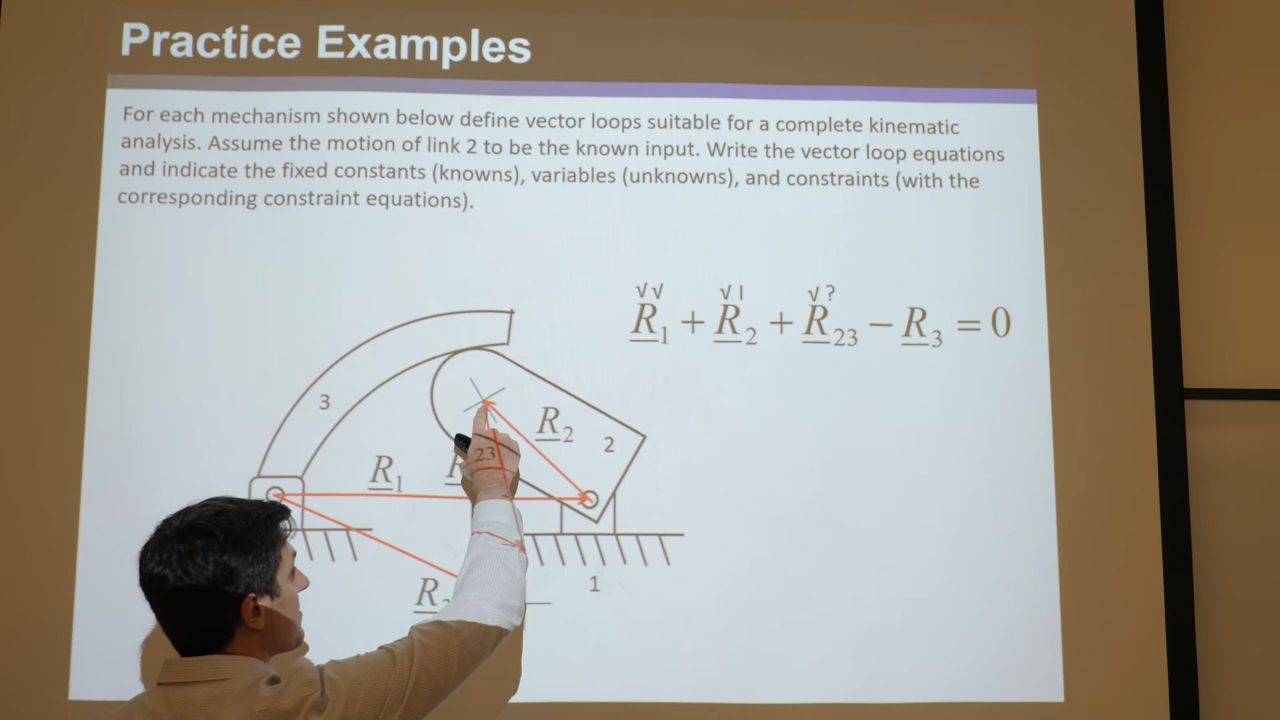 Practice Examples
For each mechanism shown below define vector loops suitable for a complete kinematic
analysis. Assume the motion of link 2 to be the known input. Write the vector loop equations
and indicate the fixed constants (knowns), variables (unknowns), and constraints (with the
corresponding constraint equations).
√√ √I √?
R₁ + R₂ + R₂₃ − R₃ = 0
3
R₂
2
23
R₁
1
R